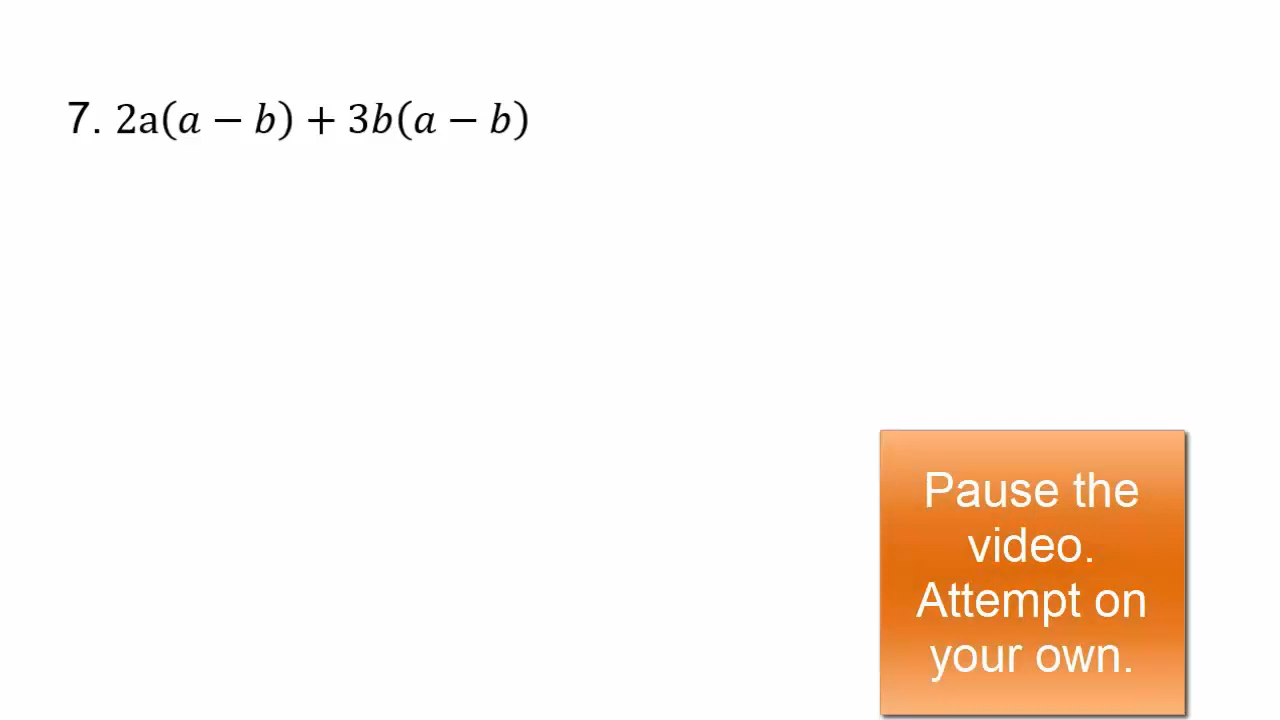 7. 2a(a − b) + 3b(a − b)
Pause the
video.
Attempt on
your own.